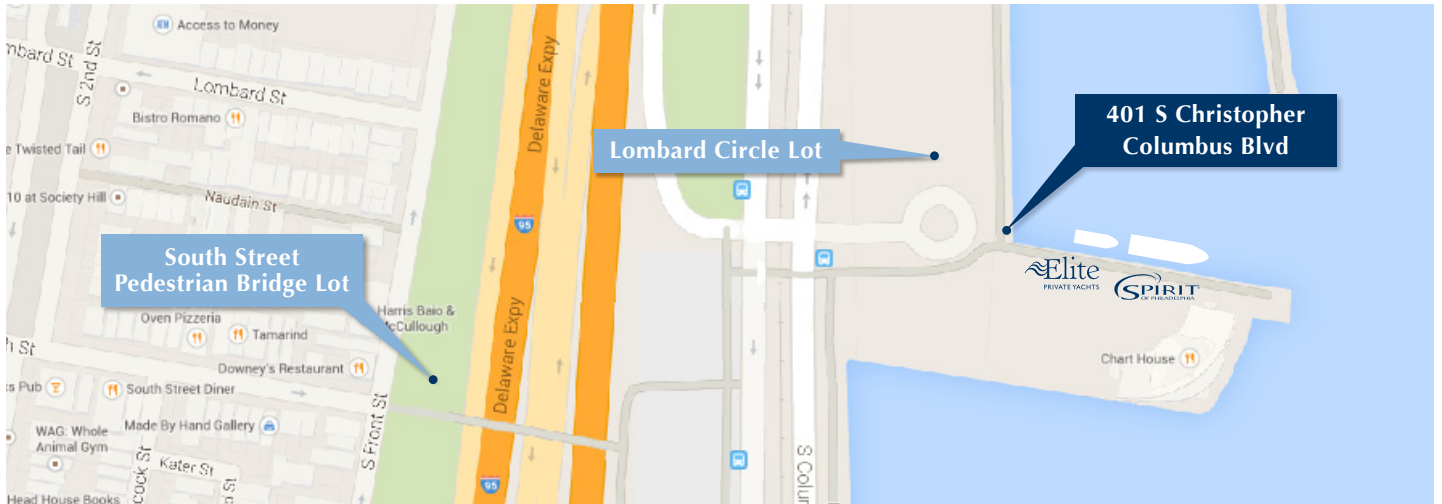 Access to Money
mbard St
S 2nd St
Lombard St
Bistro Romano
e Twisted Tail
10 at Society Hill
Naudain St
South Street
Pedestrian Bridge Lot
Harris Baio &
McCullough
Oven Pizzeria
Tamarind
h St
Downey's Restaurant
s Pub
South Street Diner
Made By Hand Gallery
WAG: Whole
Animal Gym
Kater St
cock St
Head House Books
S Front St
Delaware Expy
Delaware Expy
95
95
Lombard Circle Lot
401 S Christopher
Columbus Blvd
Elite
PRIVATE YACHTS
SPIRIT
OF PHILADELPHIA
Chart House
S Colum